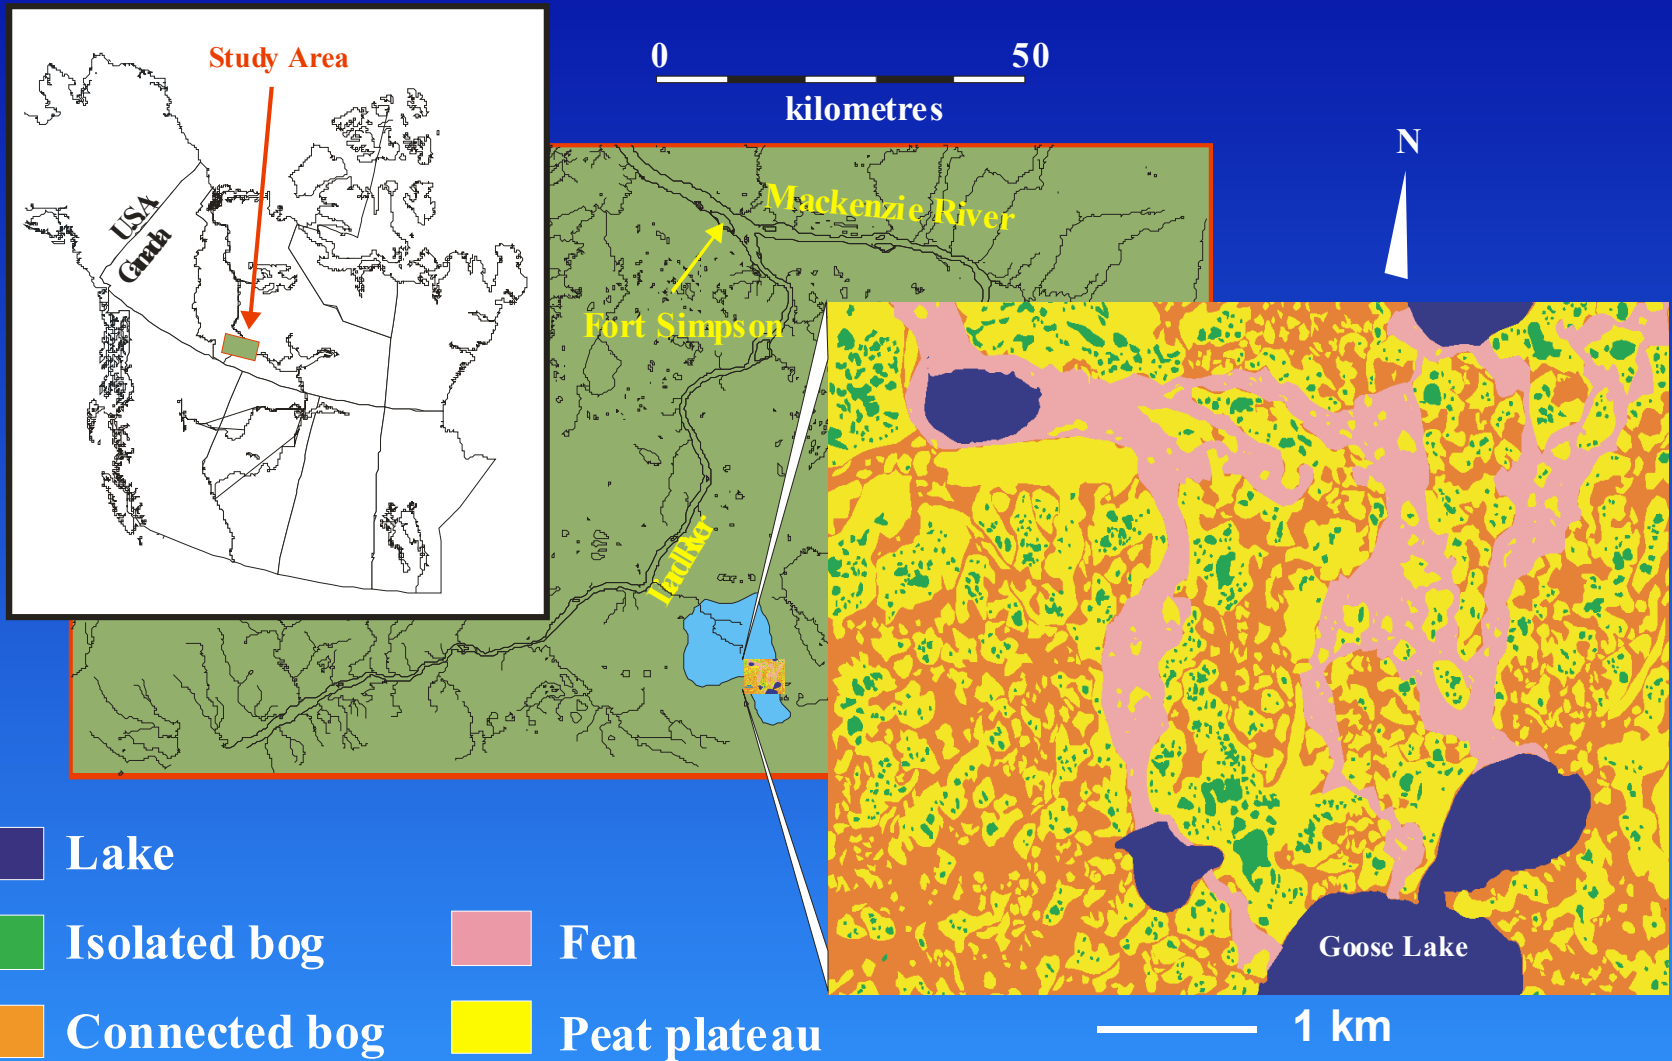 Study Area
USA
Canada
0 50
kilometres
N
Mackenzie River
Fort Simpson
Goose Lake
Lake
Isolated bog
Connected bog
Fen
Peat plateau
1 km